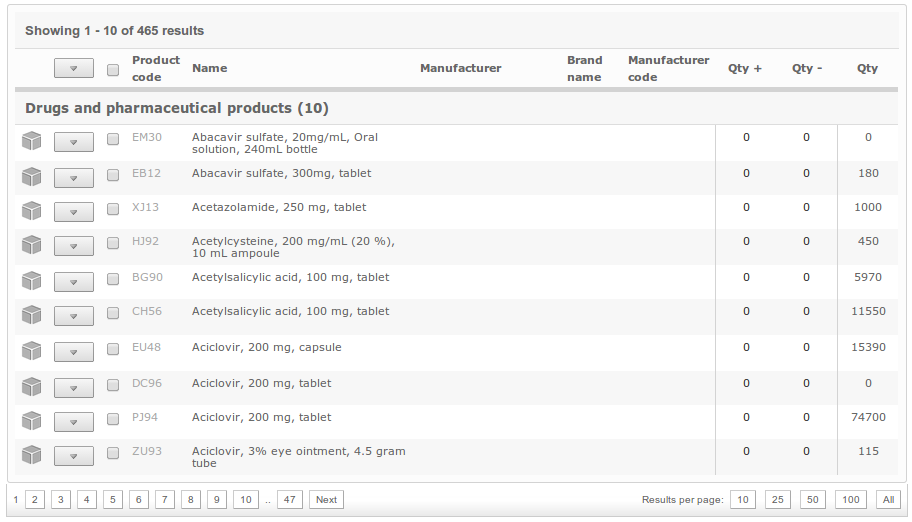 Showing 1 - 10 of 465 results
Product code Name Manufacturer Brand name Manufacturer code Qty + Qty - Qty
Drugs and pharmaceutical products (10)
EM30 Abacavir sulfate, 20mg/mL, Oral 0 0 0
solution, 240mL bottle
EB12 Abacavir sulfate, 300mg, tablet 0 0 180
XJ13 Acetazolamide, 250 mg, tablet 0 0 1000
HJ92 Acetylcysteine, 200 mg/mL (20 %), 0 0 450
10 mL ampoule
BG90 Acetylsalicylic acid, 100 mg, tablet 0 0 5970
CH56 Acetylsalicylic acid, 100 mg, tablet 0 0 11550
EU48 Aciclovir, 200 mg, capsule 0 0 15390
DC96 Aciclovir, 200 mg, tablet 0 0 0
PJ94 Aciclovir, 200 mg, tablet 0 0 74700
ZU93 Aciclovir, 3% eye ointment, 4.5 gram 0 0 115
tube
1 2 3 4 5 6 7 8 9 10 .. 47 Next Results per page: 10 25 50 100 All